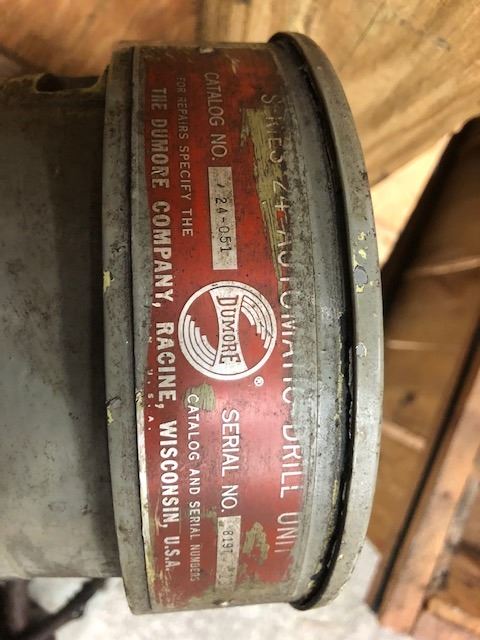 SERIES 24 AUTOMATIC DRILL UNIT
CATALOG NO. 24-051
SERIAL NO. 819
DUMORE
®
FOR REPAIRS SPECIFY THE CATALOG AND SERIAL NUMBERS
THE DUMORE COMPANY, RACINE, WISCONSIN, U.S.A.
U.S.A.